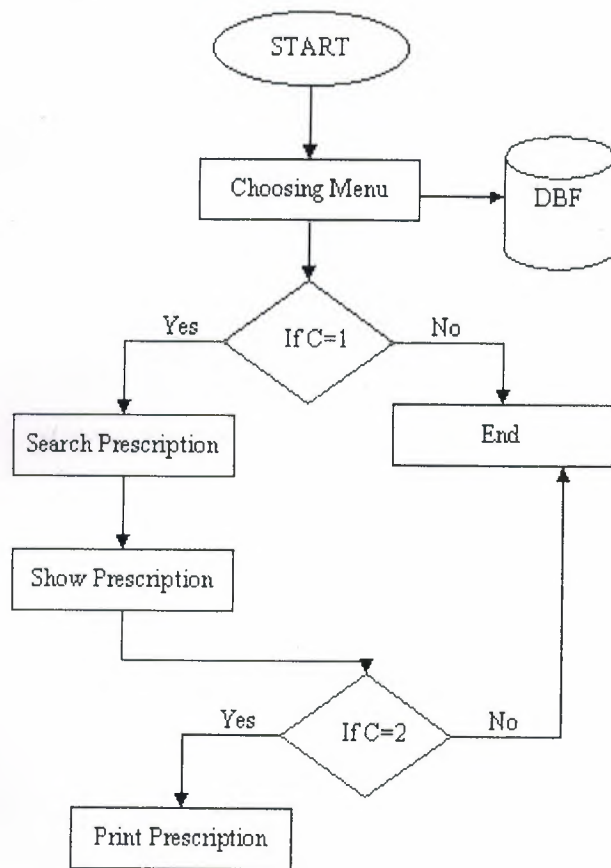 START
Choosing Menu
DBF
If C=1
Yes
No
Search Prescription
End
Show Prescription
If C=2
Yes
No
Print Prescription